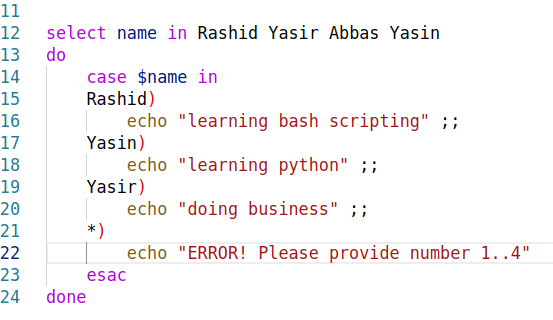 11
12 select name in Rashid Yasir Abbas Yasin
13 do
14     case $name in
15     Rashid)
16         echo "learning bash scripting" ;;
17     Yasin)
18         echo "learning python" ;;
19     Yasir)
20         echo "doing business" ;;
21     *)
22         echo "ERROR! Please provide number 1..4"
23     esac
24 done